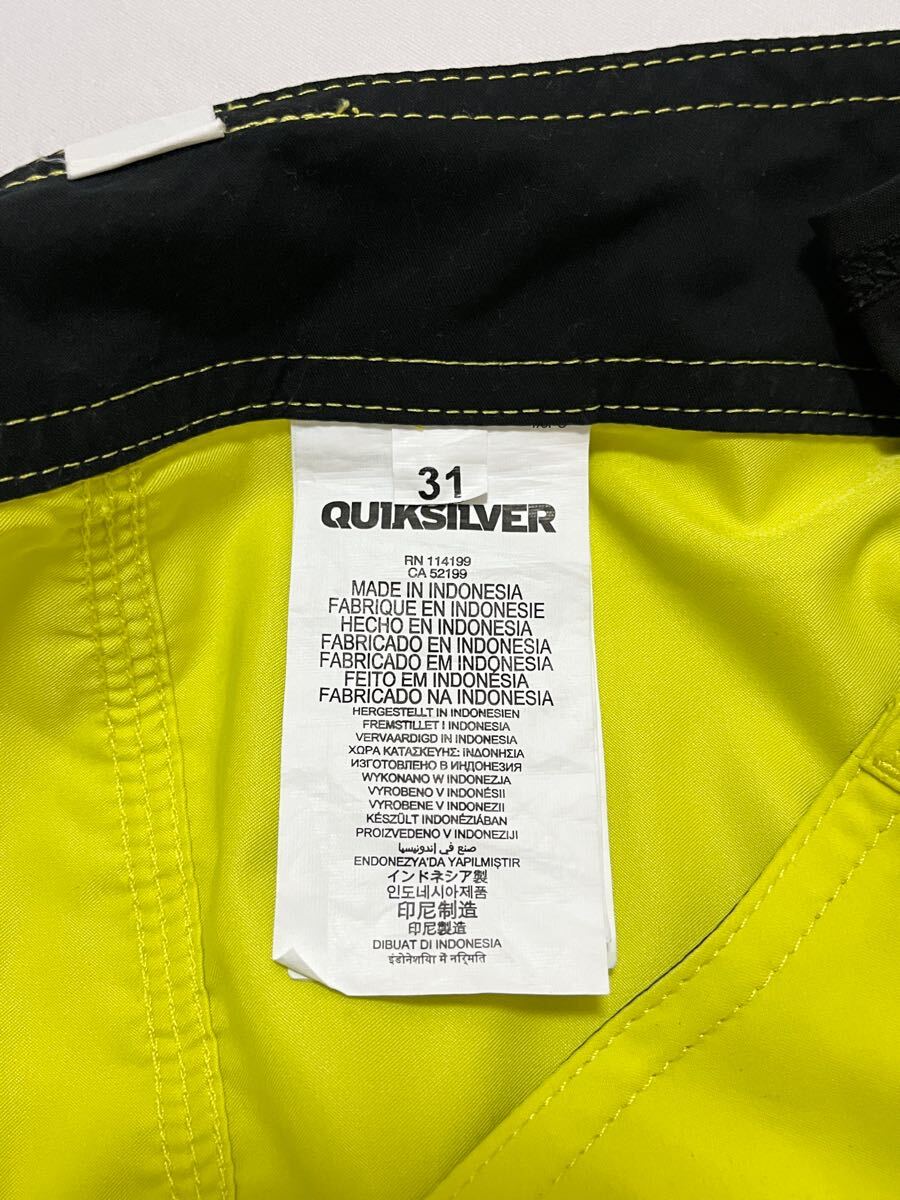 31
QUIKSILVER
RN 114199
CA 52199
MADE IN INDONESIA
FABRIQUE EN INDONESIE
HECHO EN INDONESIA
FABRICADO EN INDONESIA
FABRICADO EM INDONESIA
FEITO EM INDONÉSIA
FABRICADO NA INDONESIA
HERGESTELLT IN INDONESIEN
FREMSTILLET I INDONESIA
VERVAARDIGD IN INDONESIA
ΧΩΡΑ ΚΑΤΑΣΚΕΥΗΣ: ΙΝΔΟΝΗΣΙΑ
ИЗГОТОВЛЕНО В ИНДОНЕЗИЯ
WYKONANO W INDONEZJA
VYROBENO V INDONÉSII
VYROBENE V INDONEZII
KÉSZÜLT INDONÉZIÁBAN
PROIZVEDENO V INDONEZIJI
صنع في إندونيسيا
ENDONEZYA'DA YAPILMIŞTIR
インドネシア製
인도네시아제품
印尼制造
印尼製造
DIBUAT DI INDONESIA
इंडोनेशिया में नर्िमति